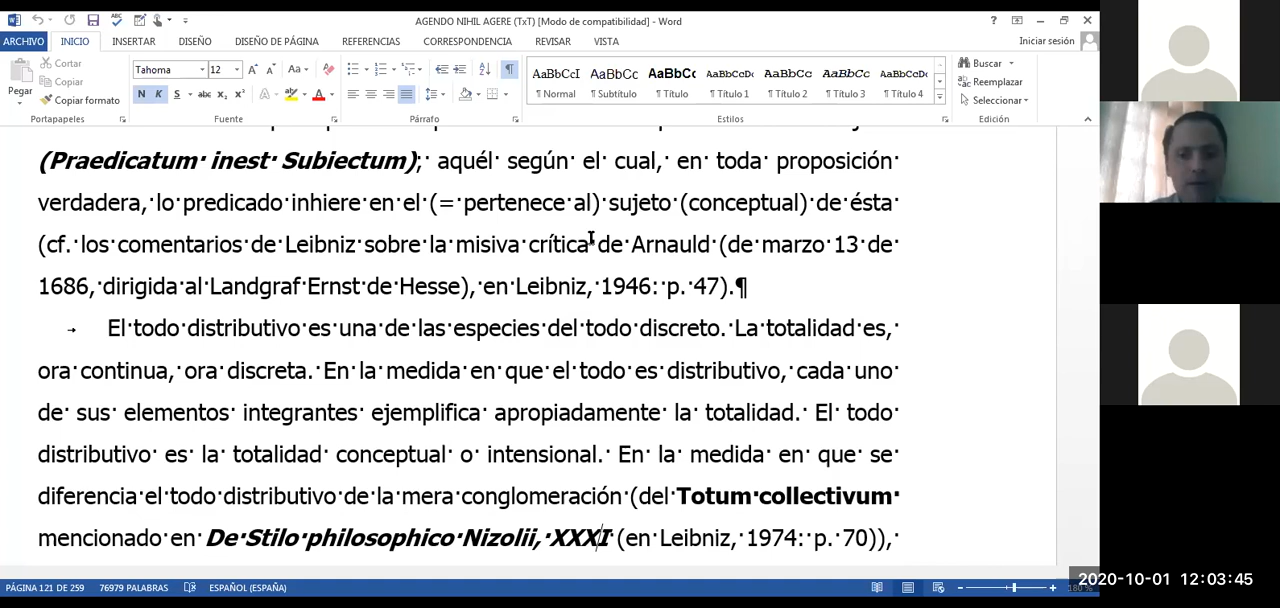 AGENDO NIHIL AGERE (TxT) [Modo de compatibilidad] - Word
ARCHIVO INICIO INSERTAR DISEÑO DISEÑO DE PÁGINA REFERENCIAS CORRESPONDENCIA REVISAR VISTA Iniciar sesión
Pegar
Cortar
Copiar
Copiar formato
Portapapeles
Tahoma 12
N K S abc x₂ x²
Fuente
Párrafo
AaBbCcI AaBbCc AaBbCc AaBbCcDc AaBbCcDc AaBbCcDc AaBbCcDc
¶ Normal ¶ Subtítulo ¶ Título ¶ Título 1 ¶ Título 2 ¶ Título 3 ¶ Título 4
Estilos
Buscar
Reemplazar
Seleccionar
Edición
(Praedicatum· inest· Subiectum); aquél según el cual, en toda proposición
verdadera, lo predicado inhiere en el (= pertenece al) sujeto (conceptual) de ésta
(cf. los comentarios de Leibniz sobre la misiva crítica de Arnauld (de marzo 13 de
1686, dirigida al Landgraf Ernst de Hesse), en Leibniz, 1946: p. 47).¶
→ El todo distributivo es una de las especies del todo discreto. La totalidad es,
ora continua, ora discreta. En la medida en que el todo es distributivo, cada uno
de sus elementos integrantes ejemplifica apropiadamente la totalidad. El todo
distributivo es la totalidad conceptual o intensional. En la medida en que se
diferencia el todo distributivo de la mera conglomeración (del Totum collectivum
mencionado en De Stilo philosophico Nizolii, XXXI (en Leibniz, 1974: p. 70)),
PÁGINA 121 DE 259 76979 PALABRAS ESPAÑOL (ESPAÑA) 180 %
2020-10-01 12:03:45